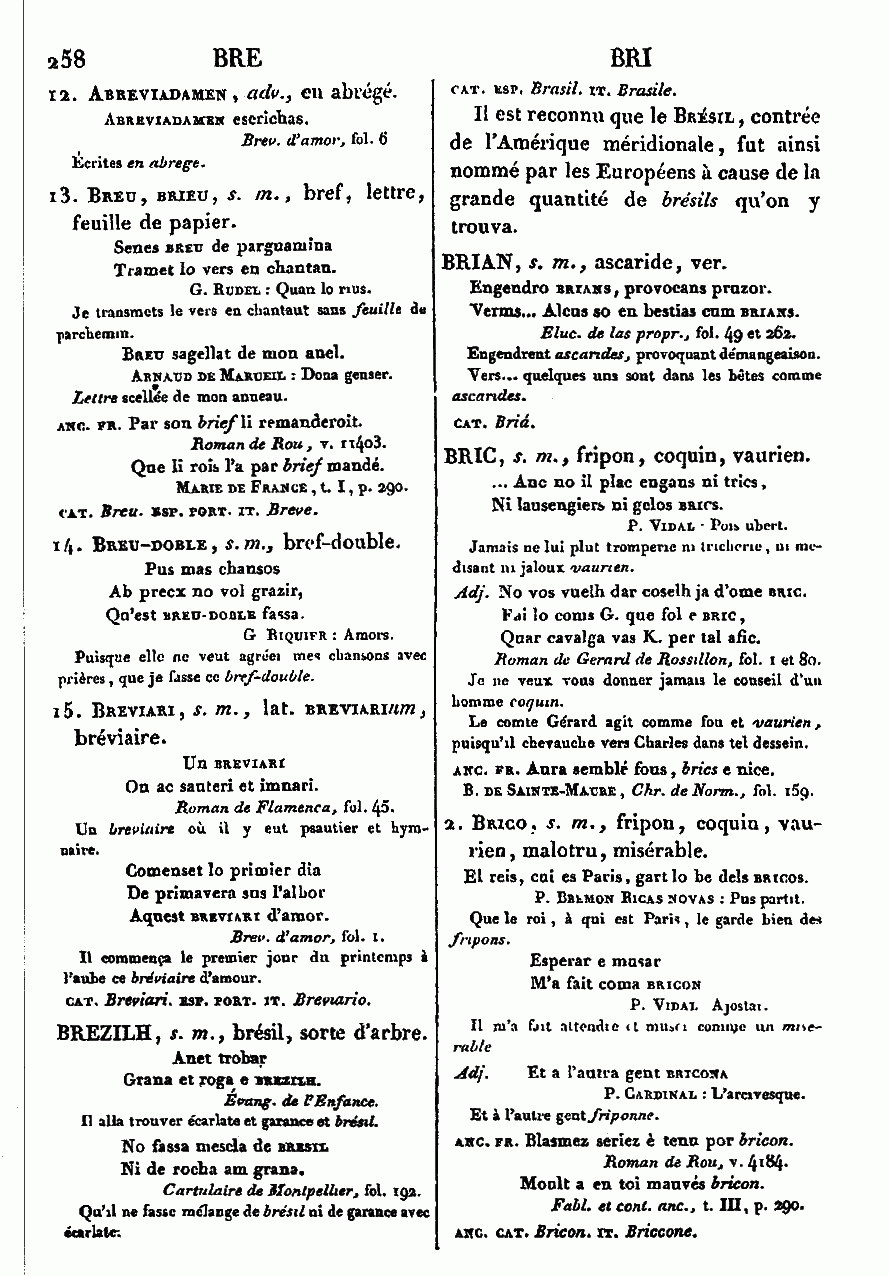 258 BRE BRI
12. ABREVIADAMEN, adv., en abrégé.
ABREVIADAMEN escrichas.
Brev. d'amor, fol. 6
Écrites en abrege.
13. BREU, BRIEU, s. m., bref, lettre,
feuille de papier.
Senes BREU de parguamina
Tramet lo vers en chantan.
G. RUDEL : Quan lo rius.
Je transmets le vers en chantant sans feuille de
parchemin.
BREU sagellat de mon anel.
ARNAUD DE MARUEIL : Dona genser.
Lettre scellée de mon anneau.
ANC. FR. Par son brief li remanderoit.
Roman de Rou, v. 11403.
Que li rois l'a par brief mandé.
MARIE DE FRANCE, t. I, p. 290.
CAT. Breu. ESP. PORT. IT. Breve.
14. BREU-DOBLE, s. m., bref-double.
Pus mas chansos
Ab precx no vol grazir,
Qu'est BREU-DOBLE fassa.
G RIQUIER : Amors.
Puisque elle ne veut agréer mes chansons avec
prières, que je fasse ce bref-double.
15. BREVIARI, s. m., lat. BREVIARIum,
bréviaire.
Un BREVIARI
On ac sauteri et imnari.
Roman de Flamenca, fol. 45.
Un breviaire où il y eut psautier et hym-
naire.
Comenset lo primier dia
De primavera sus l'albor
Aquest BREVIARI d'amor.
Brev. d'amor, fol. 1.
Il commença le premier jour du printemps à
l'aube ce bréviaire d'amour.
CAT. Breviari. ESP. PORT. IT. Breviario.
BREZILH, s. m., brésil, sorte d'arbre.
Anet trobar
Grana et roga e BREZILH.
Évang. de l'Enfance.
Il alla trouver écarlate et garance et brésil.
No fassa mescla de BRESIL
Ni de rocha am grana.
Cartulaire de Montpellier, fol. 192.
Qu'il ne fasse mélange de brésil ni de garance avec
écarlate.
CAT. ESP. Brasil. IT. Brasile.
Il est reconnu que le BRÉSIL, contrée
de l'Amérique méridionale, fut ainsi
nommé par les Européens à cause de la
grande quantité de brésils qu'on y
trouva.
BRIAN, s. m., ascaride, ver.
Engendro BRIANS, provocans pruzor.
Verms... Alcus so en bestias cum BRIANS.
Eluc. de las propr., fol. 49 et 262.
Engendrent ascarides, provoquant démangeaison.
Vers... quelques uns sont dans les bêtes comme
ascarides.
CAT. Briá.
BRIC, s. m., fripon, coquin, vaurien.
... Anc no il plac engans ni trics,
Ni lausengiers ni gelos BRICS.
P. VIDAL : Pois ubert.
Jamais ne lui plut tromperie ni tricherie, ni mé-
disant ni jaloux vaurien.
Adj. No vos vuelh dar coselh ja d'ome BRIC.
Fai lo coms G. que fol e BRIC,
Quar cavalga vas K. per tal afic.
Roman de Gerard de Rossillon, fol. 1 et 80.
Je ne veux vous donner jamais le conseil d'un
homme coquin.
Le comte Gérard agit comme fou et vaurien,
puisqu'il chevauche vers Charles dans tel dessein.
ANC. FR. Aura semblé fous, brics e nice.
B. DE SAINTE-MAURE, Chr. de Norm., fol. 159.
2. BRICO, s. m., fripon, coquin, vau-
rien, malotru, misérable.
El reis, cui es Paris, gart lo be dels BRICOS.
P. BREMON RICAS NOVAS : Pus partit.
Que le roi, à qui est Paris, le garde bien des
fripons.
Esperar e musar
M'a fait coma BRICON
P. VIDAL Ajostar.
Il m'a fait attendre et muser comme un misé-
rable
Adj. Et a l'autra gent BRICONA
P. CARDINAL : L'arcivesque.
Et à l'autre gent friponne.
ANC. FR. Blasmez seriez è tenu por bricon.
Roman de Rou, v. 4184.
Moult a en toi mauvés bricon.
Fabl. et cont. anc., t. III, p. 290.
ANC. CAT. Bricon. IT. Briccone.